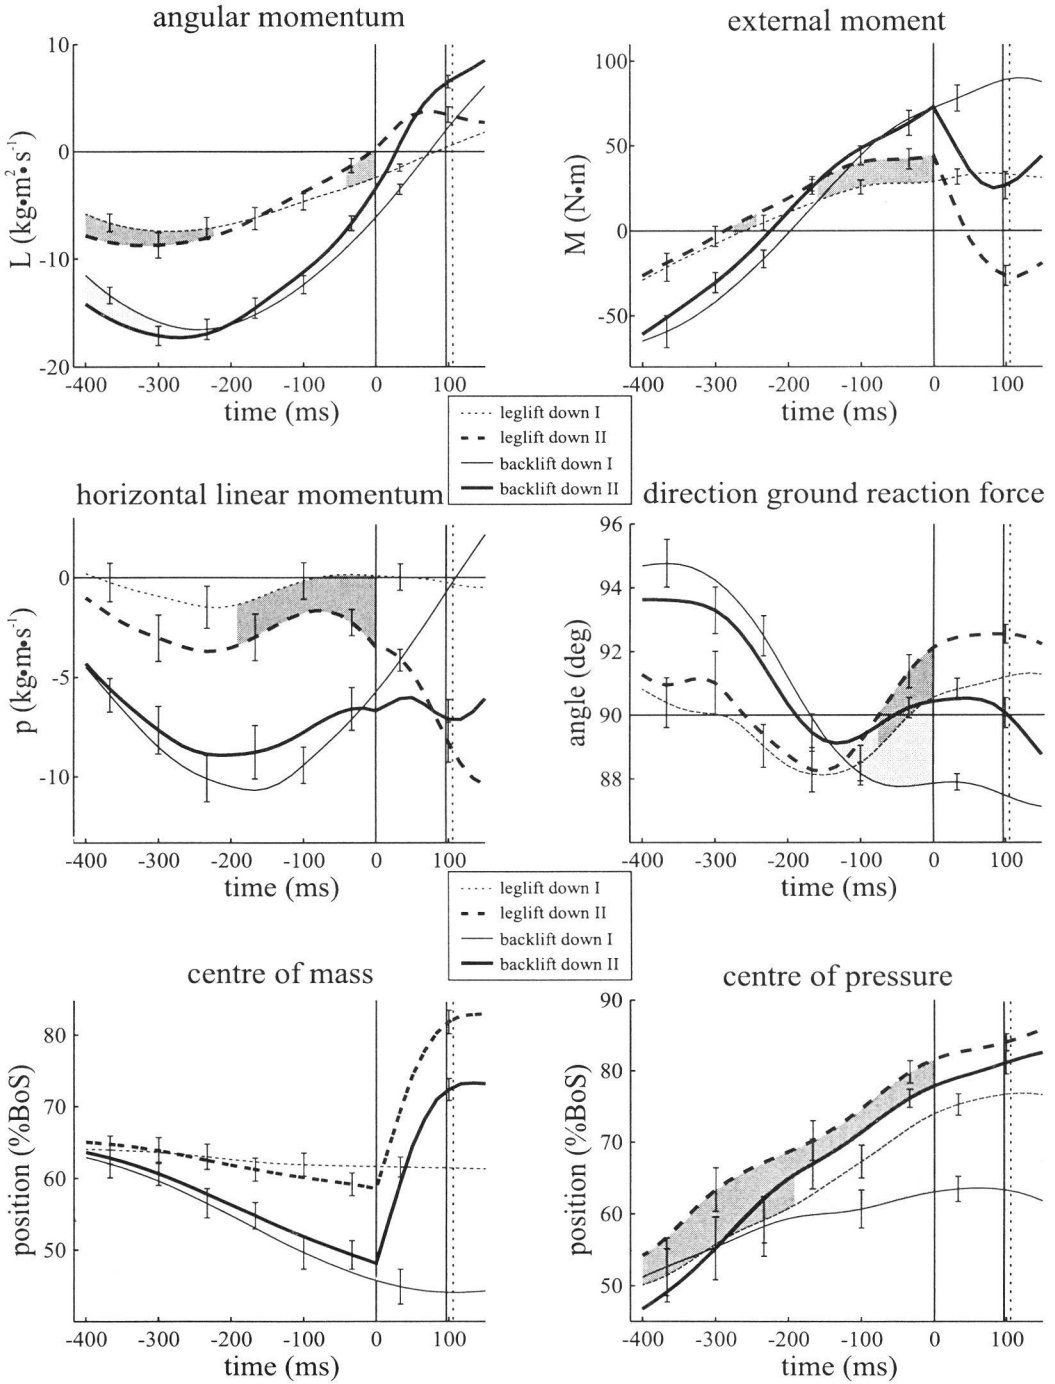 angular momentum
10
0
-10
-20
L (kg•m²s⁻¹)
-400 -300 -200 -100 0 100
time (ms)
external moment
100
50
0
-50
M (N•m)
-400 -300 -200 -100 0 100
time (ms)
leglift down I
leglift down II
backlift down I
backlift down II
horizontal linear momentum
0
-5
-10
p (kg•m•s⁻¹)
-400 -300 -200 -100 0 100
time (ms)
direction ground reaction force
96
94
92
90
88
angle (deg)
-400 -300 -200 -100 0 100
time (ms)
leglift down I
leglift down II
backlift down I
backlift down II
centre of mass
80
70
60
50
position (%BoS)
-400 -300 -200 -100 0 100
time (ms)
centre of pressure
90
80
70
60
50
position (%BoS)
-400 -300 -200 -100 0 100
time (ms)